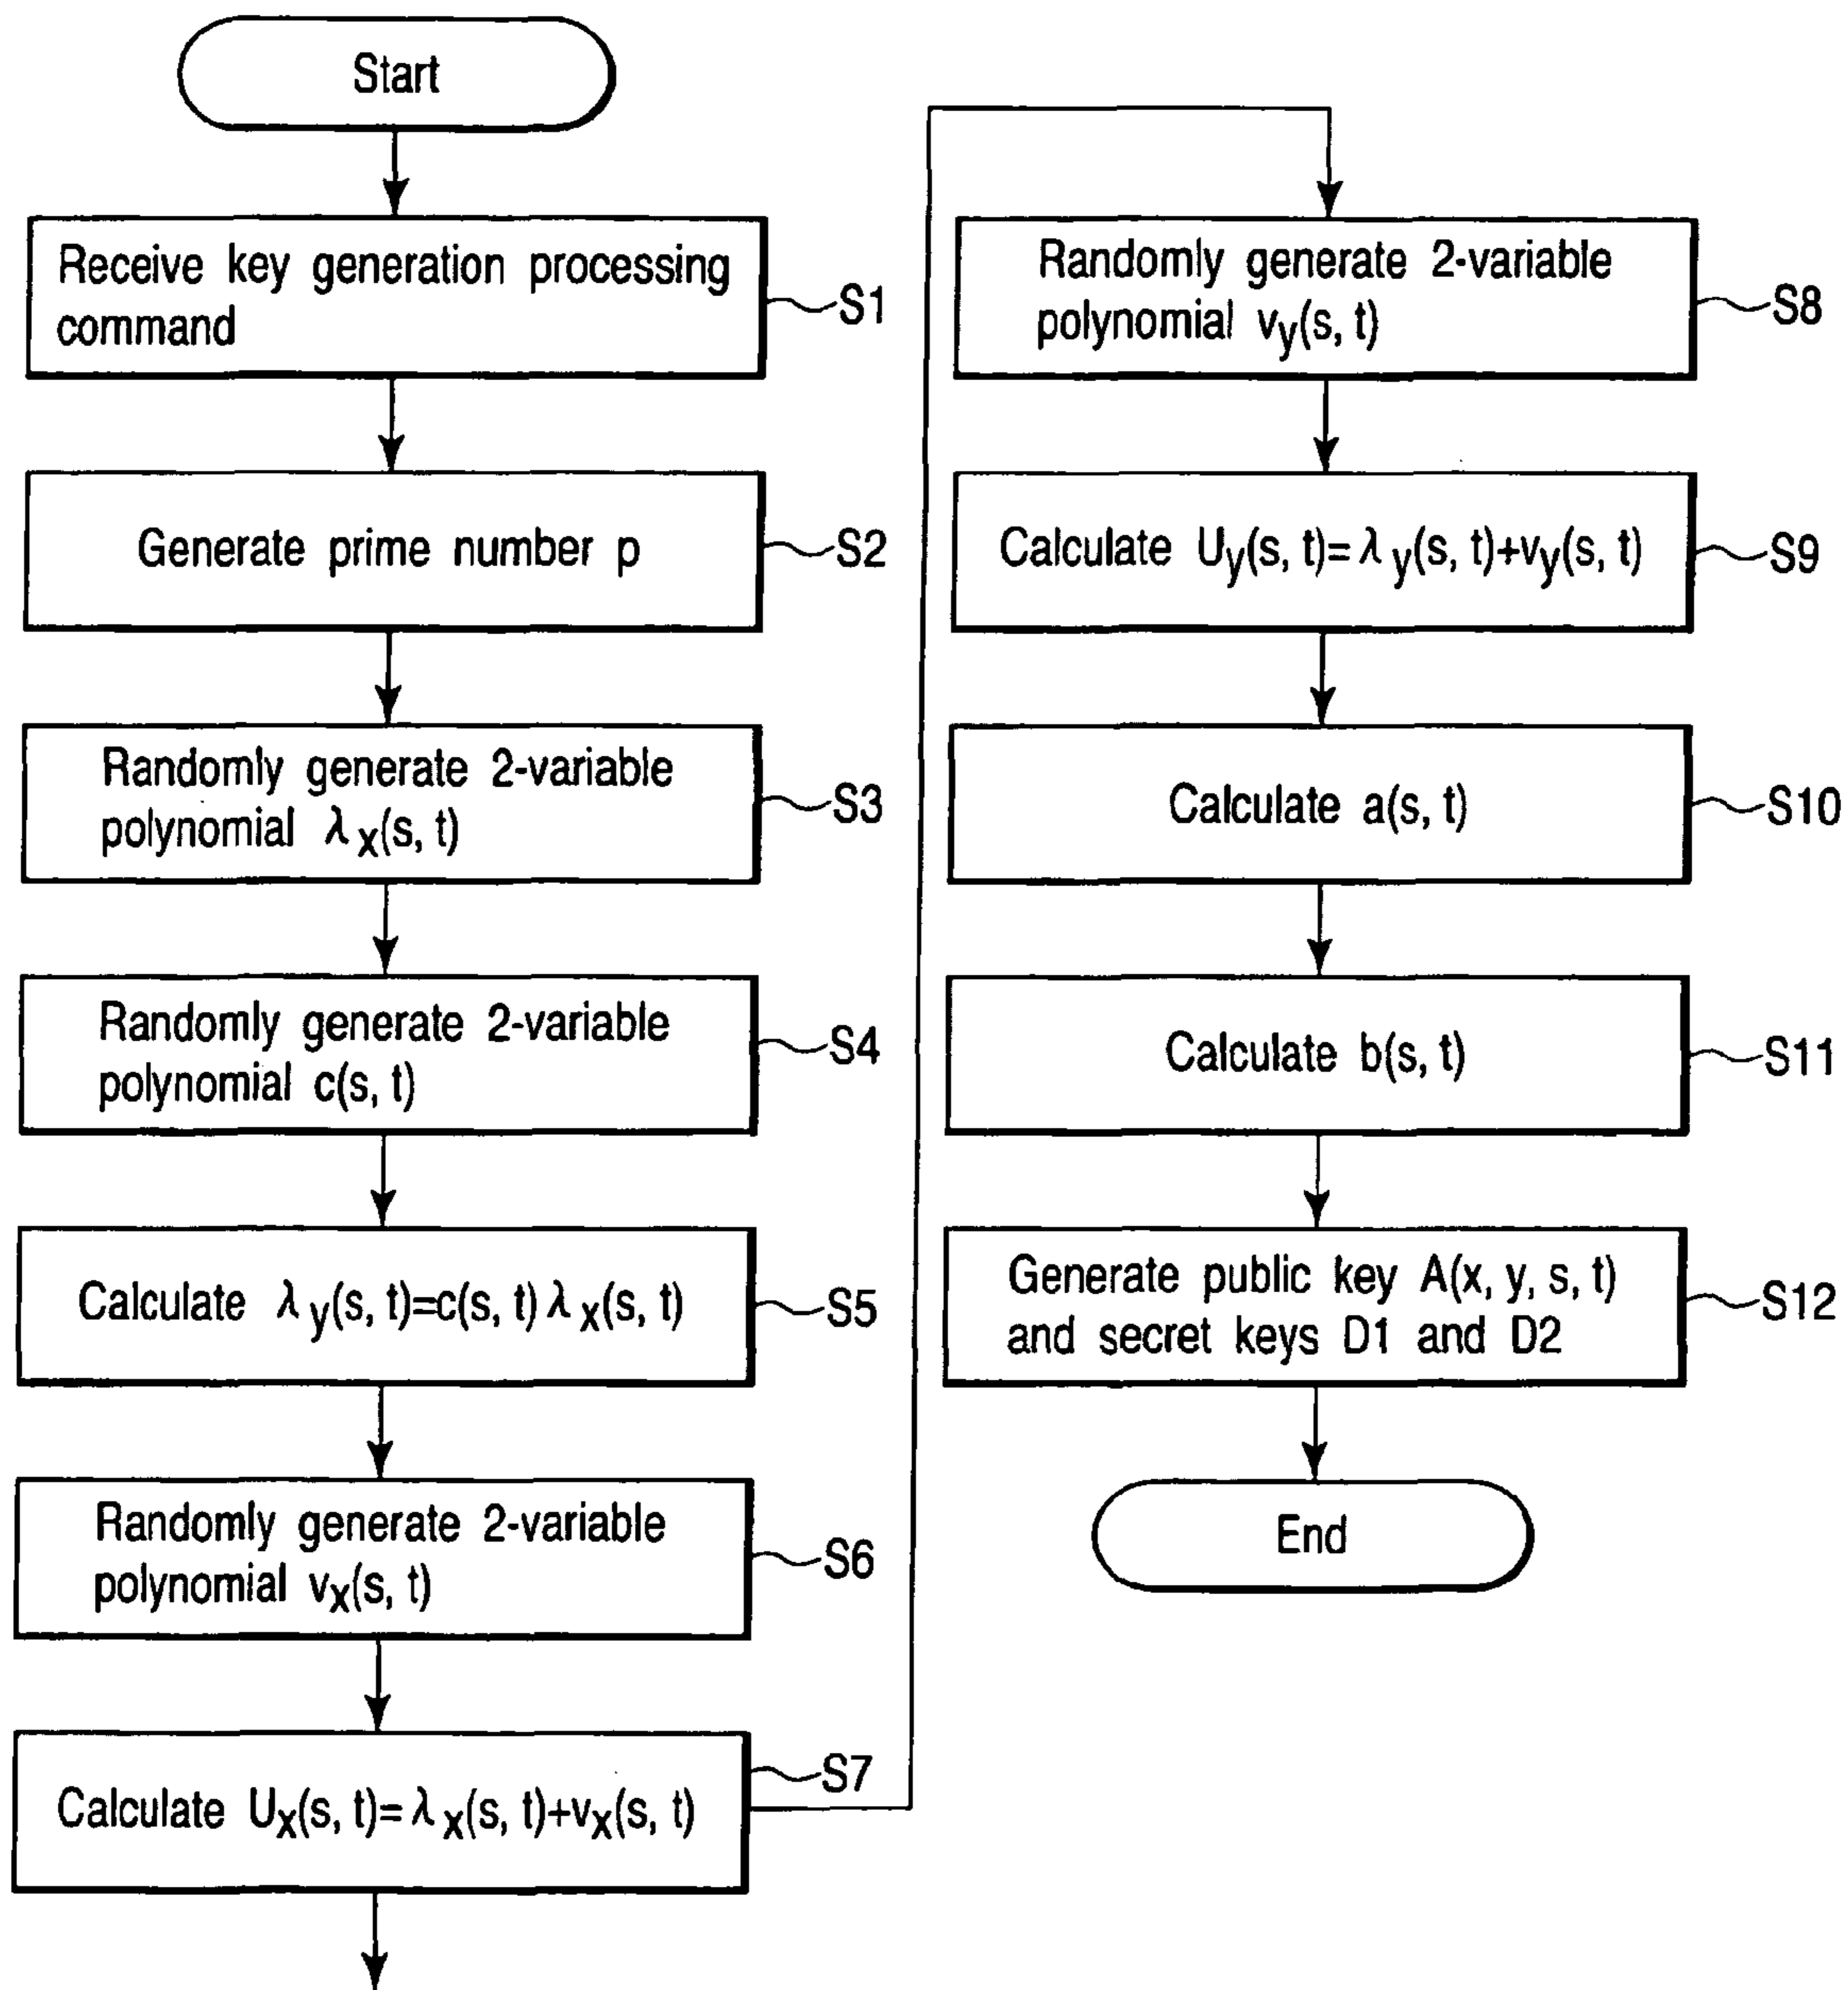 Start
Receive key generation processing
command
S1
Generate prime number p
S2
Randomly generate 2-variable
polynomial λx(s, t)
S3
Randomly generate 2-variable
polynomial c(s, t)
S4
Calculate λy(s, t)=c(s, t)λx(s, t)
S5
Randomly generate 2-variable
polynomial vx(s, t)
S6
Calculate Ux(s, t)=λx(s, t)+vx(s, t)
S7
Randomly generate 2-variable
polynomial vy(s, t)
S8
Calculate Uy(s, t)=λy(s, t)+vy(s, t)
S9
Calculate a(s, t)
S10
Calculate b(s, t)
S11
Generate public key A(x, y, s, t)
and secret keys D1 and D2
S12
End